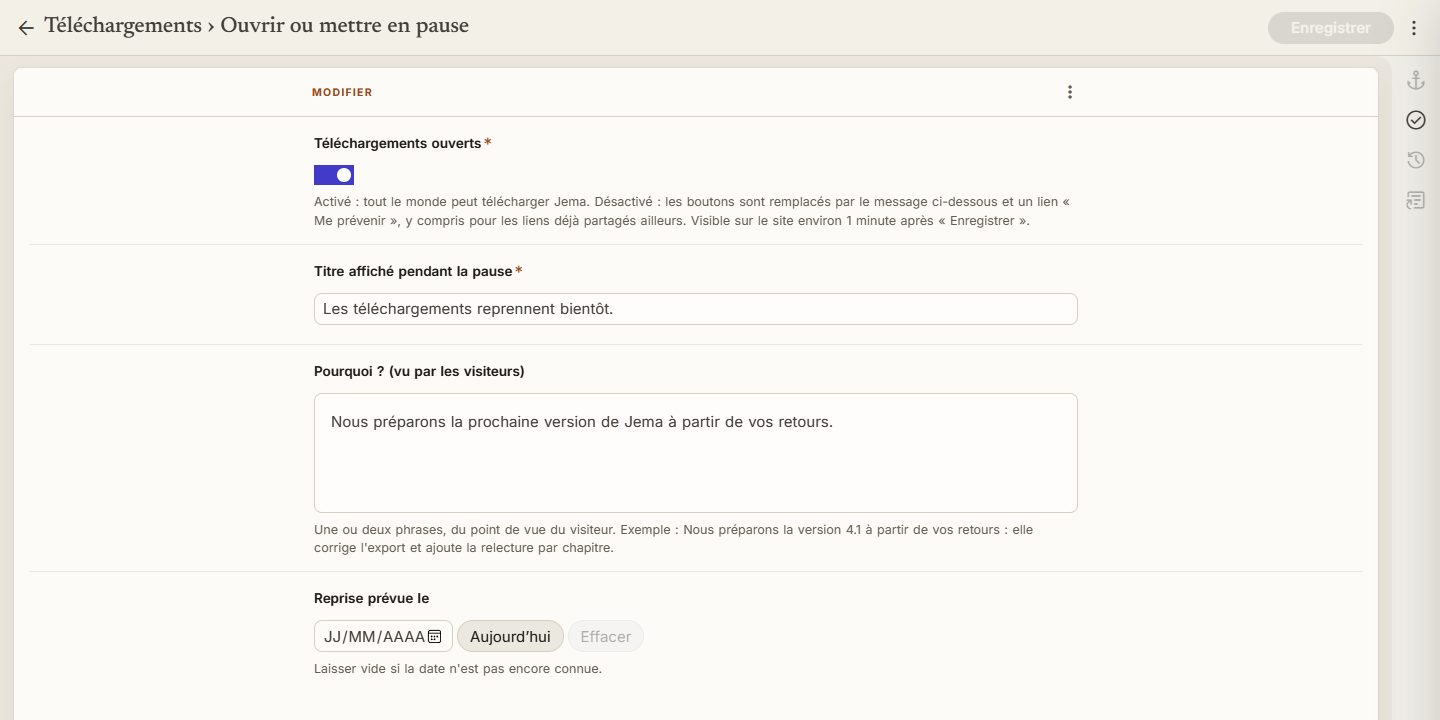 Téléchargements › Ouvrir ou mettre en pause
Enregistrer
MODIFIER
Téléchargements ouverts*
Activé : tout le monde peut télécharger Jema. Désactivé : les boutons sont remplacés par le message ci-dessous et un lien «
Me prévenir », y compris pour les liens déjà partagés ailleurs. Visible sur le site environ 1 minute après « Enregistrer ».
Titre affiché pendant la pause*
Les téléchargements reprennent bientôt.
Pourquoi ? (vu par les visiteurs)
Nous préparons la prochaine version de Jema à partir de vos retours.
Une ou deux phrases, du point de vue du visiteur. Exemple : Nous préparons la version 4.1 à partir de vos retours : elle
corrige l'export et ajoute la relecture par chapitre.
Reprise prévue le
JJ/MM/AAAA
Aujourd’hui
Effacer
Laisser vide si la date n'est pas encore connue.